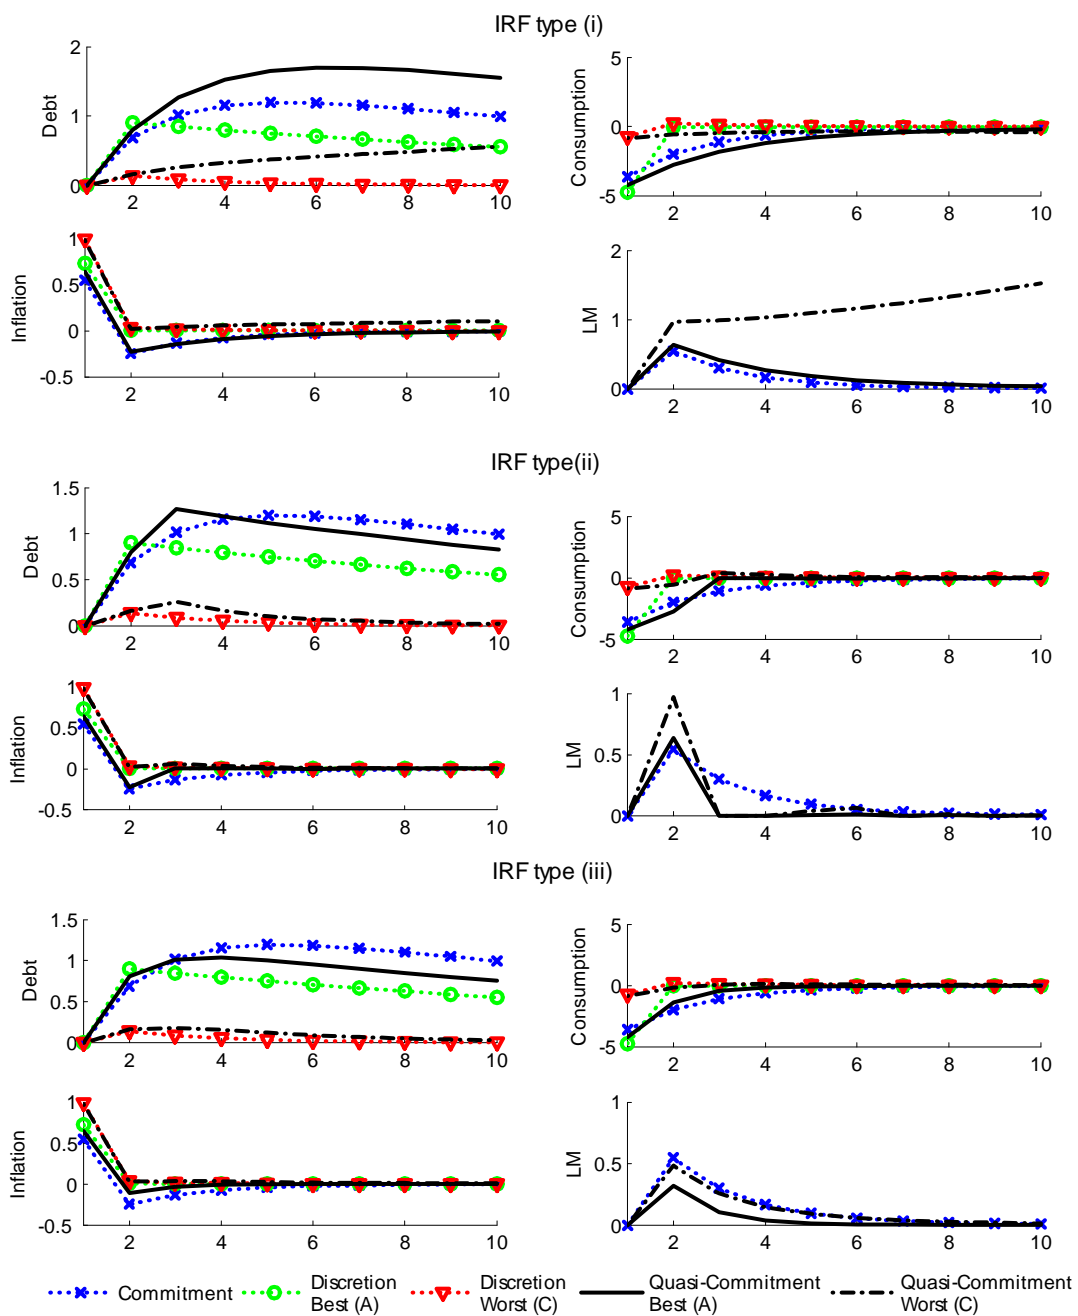 IRF type (i)
Debt
2
1
0
2 4 6 8 10
Consumption
5
0
-5
2 4 6 8 10
Inflation
1
0.5
0
-0.5
2 4 6 8 10
LM
2
1
0
2 4 6 8 10
IRF type(ii)
Debt
1.5
1
0.5
0
2 4 6 8 10
Consumption
5
0
-5
2 4 6 8 10
Inflation
1
0.5
0
-0.5
2 4 6 8 10
LM
1
0.5
0
2 4 6 8 10
IRF type (iii)
Debt
1.5
1
0.5
0
2 4 6 8 10
Consumption
5
0
-5
2 4 6 8 10
Inflation
1
0.5
0
-0.5
2 4 6 8 10
LM
1
0.5
0
2 4 6 8 10
Commitment
Discretion
Best (A)
Discretion
Worst (C)
Quasi-Commitment
Best (A)
Quasi-Commitment
Worst (C)